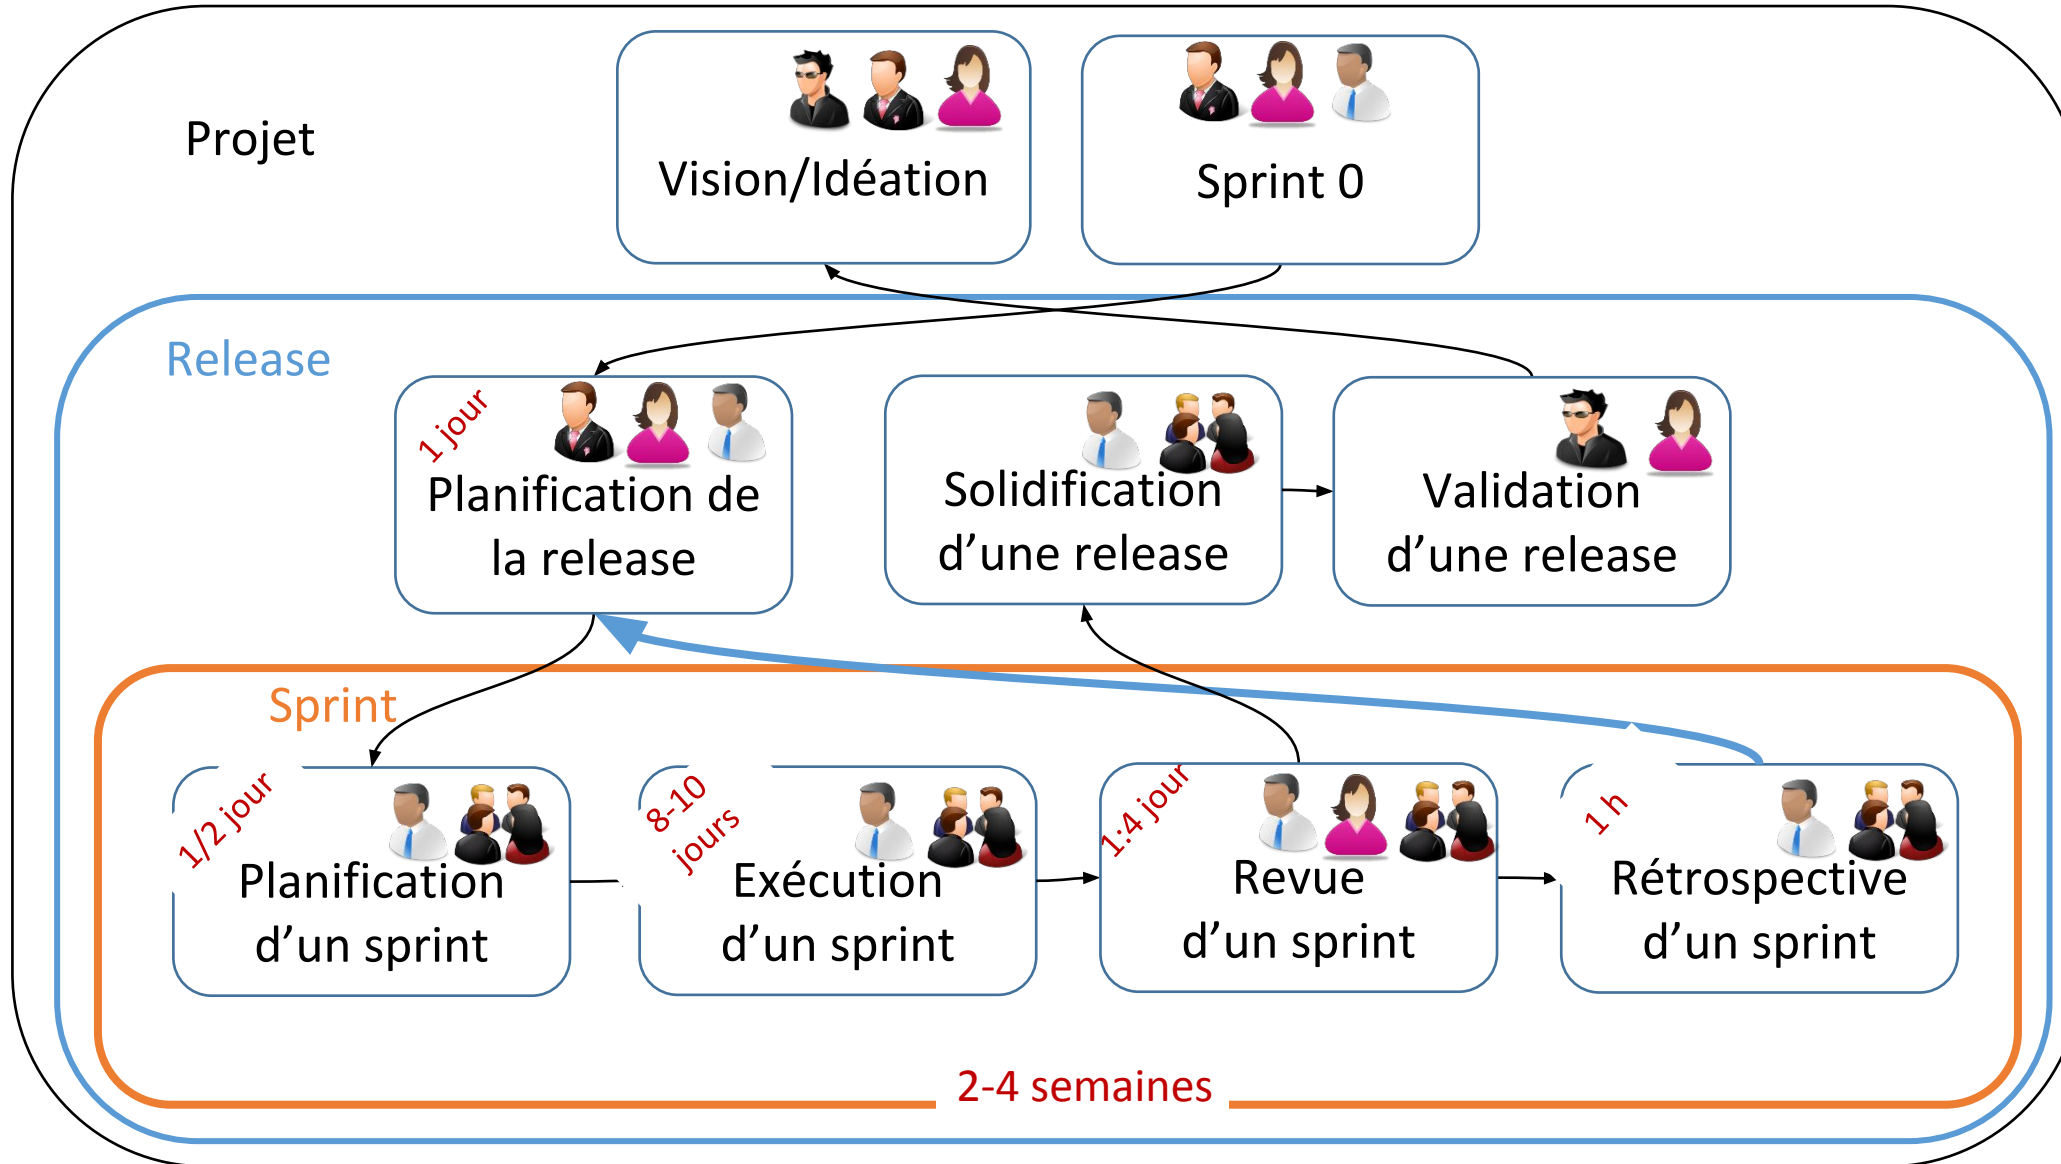 Projet
Vision/Idéation
Sprint 0
Release
1 jour
Planification de
la release
Solidification
d’une release
Validation
d’une release
Sprint
1/2 jour
Planification
d’un sprint
8-10
jours
Exécution
d’un sprint
1:4 jour
Revue
d’un sprint
1 h
Rétrospective
d’un sprint
2-4 semaines